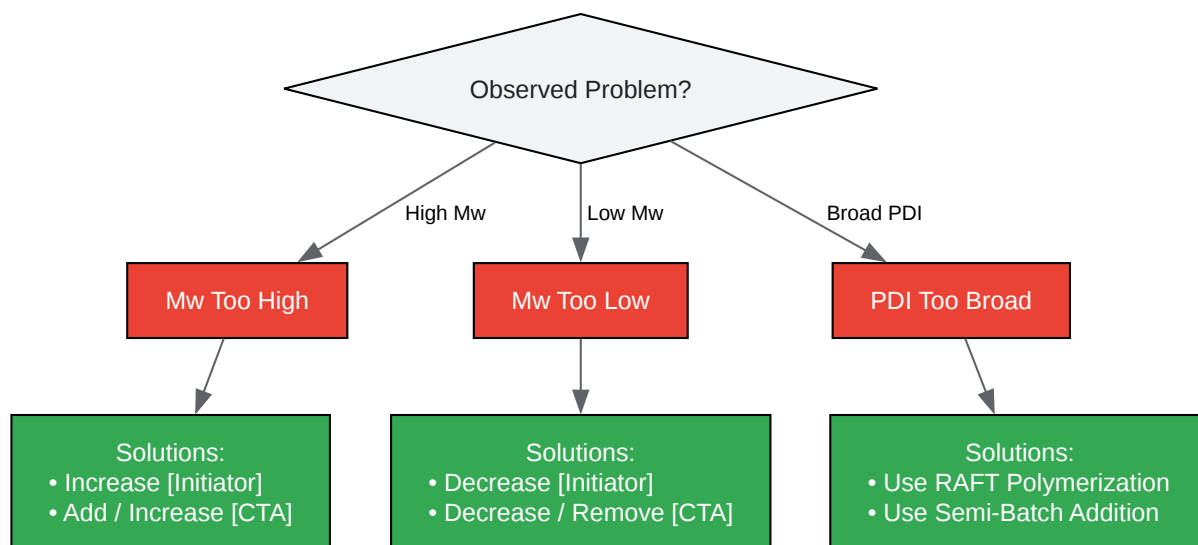 Observed Problem?
High Mw
Low Mw
Broad PDI
Mw Too High
Mw Too Low
PDI Too Broad
Solutions:
• Increase [Initiator]
• Add / Increase [CTA]
Solutions:
• Decrease [Initiator]
• Decrease / Remove [CTA]
Solutions:
• Use RAFT Polymerization
• Use Semi-Batch Addition